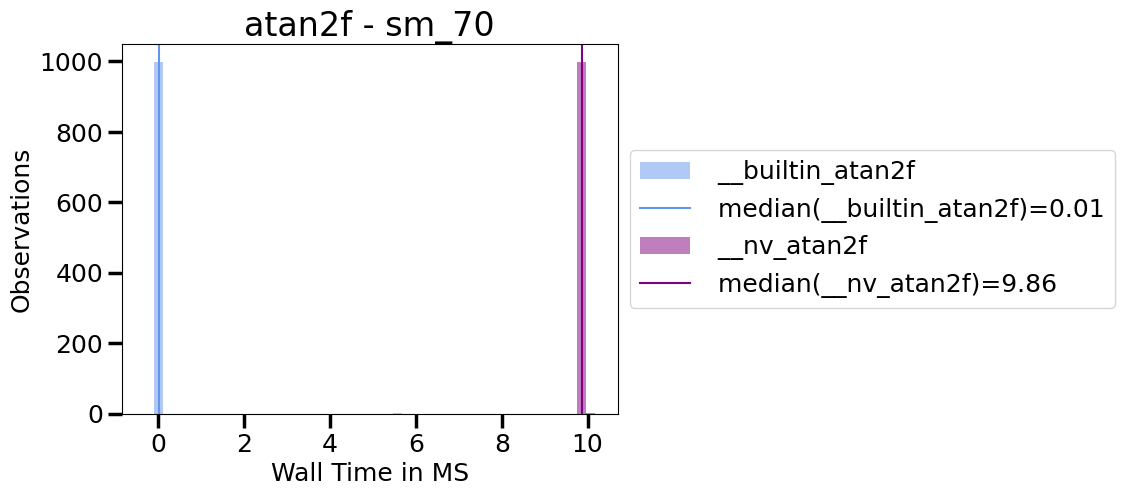 atan2f - sm_70
Observations
1000
800
600
400
200
0
0 2 4 6 8 10
Wall Time in MS
__builtin_atan2f
median(__builtin_atan2f)=0.01
__nv_atan2f
median(__nv_atan2f)=9.86